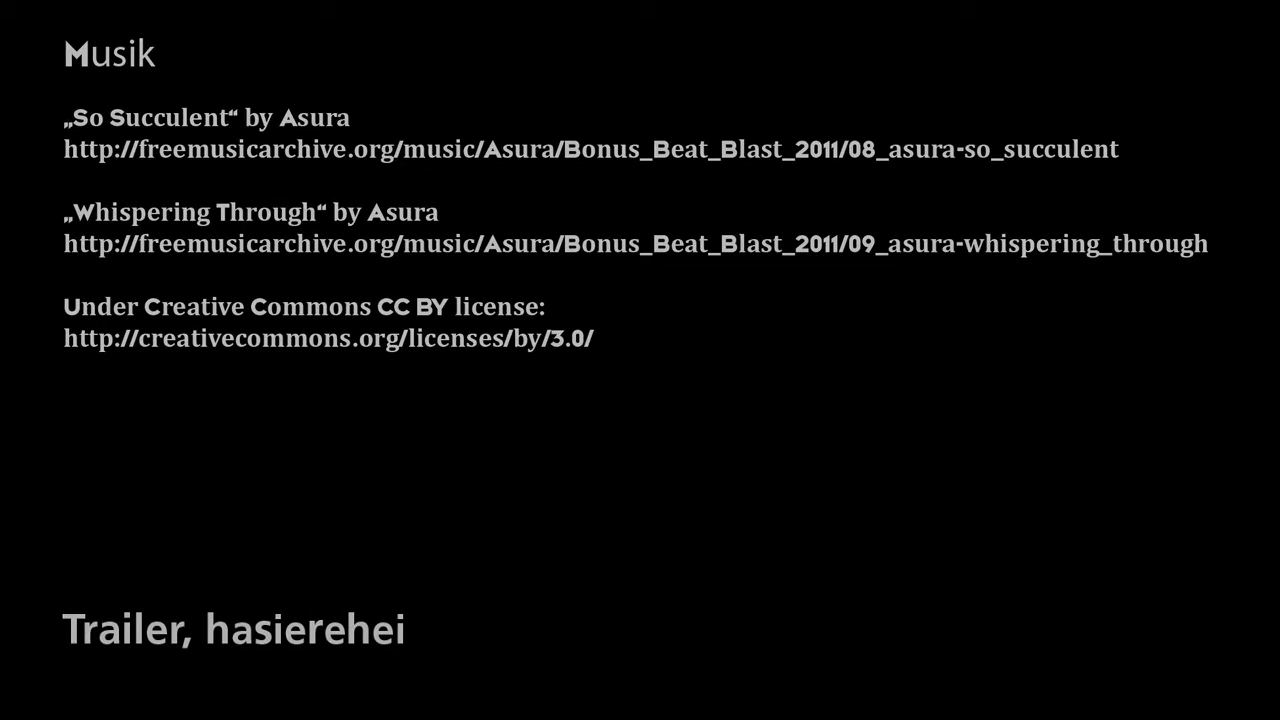 Musik
„So Succulent“ by Asura
http://freemusicarchive.org/music/Asura/Bonus_Beat_Blast_2011/08_asura-so_succulent
„Whispering Through“ by Asura
http://freemusicarchive.org/music/Asura/Bonus_Beat_Blast_2011/09_asura-whispering_through
Under Creative Commons CC BY license:
http://creativecommons.org/licenses/by/3.0/
Trailer, hasierehei